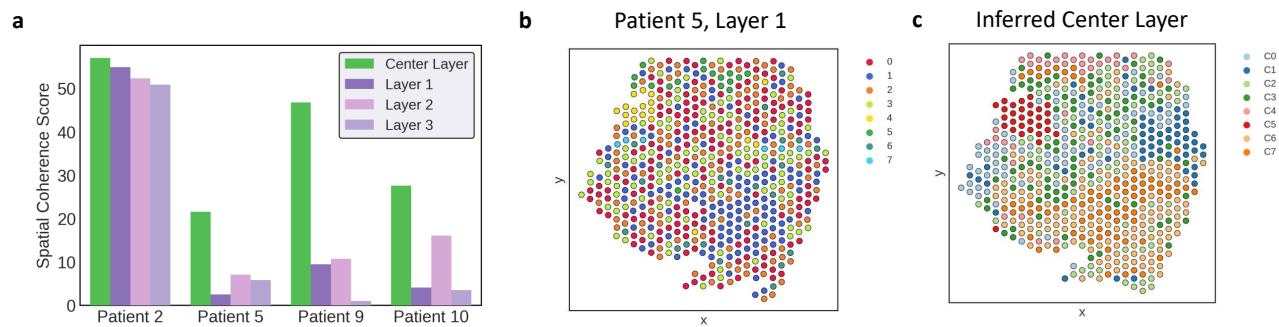 a
Spatial Coherence Score
50
40
30
20
10
0
Center Layer
Layer 1
Layer 2
Layer 3
Patient 2
Patient 5
Patient 9
Patient 10
b
Patient 5, Layer 1
y
x
0
1
2
3
4
5
6
7
c
Inferred Center Layer
y
x
C0
C1
C2
C3
C4
C5
C6
C7